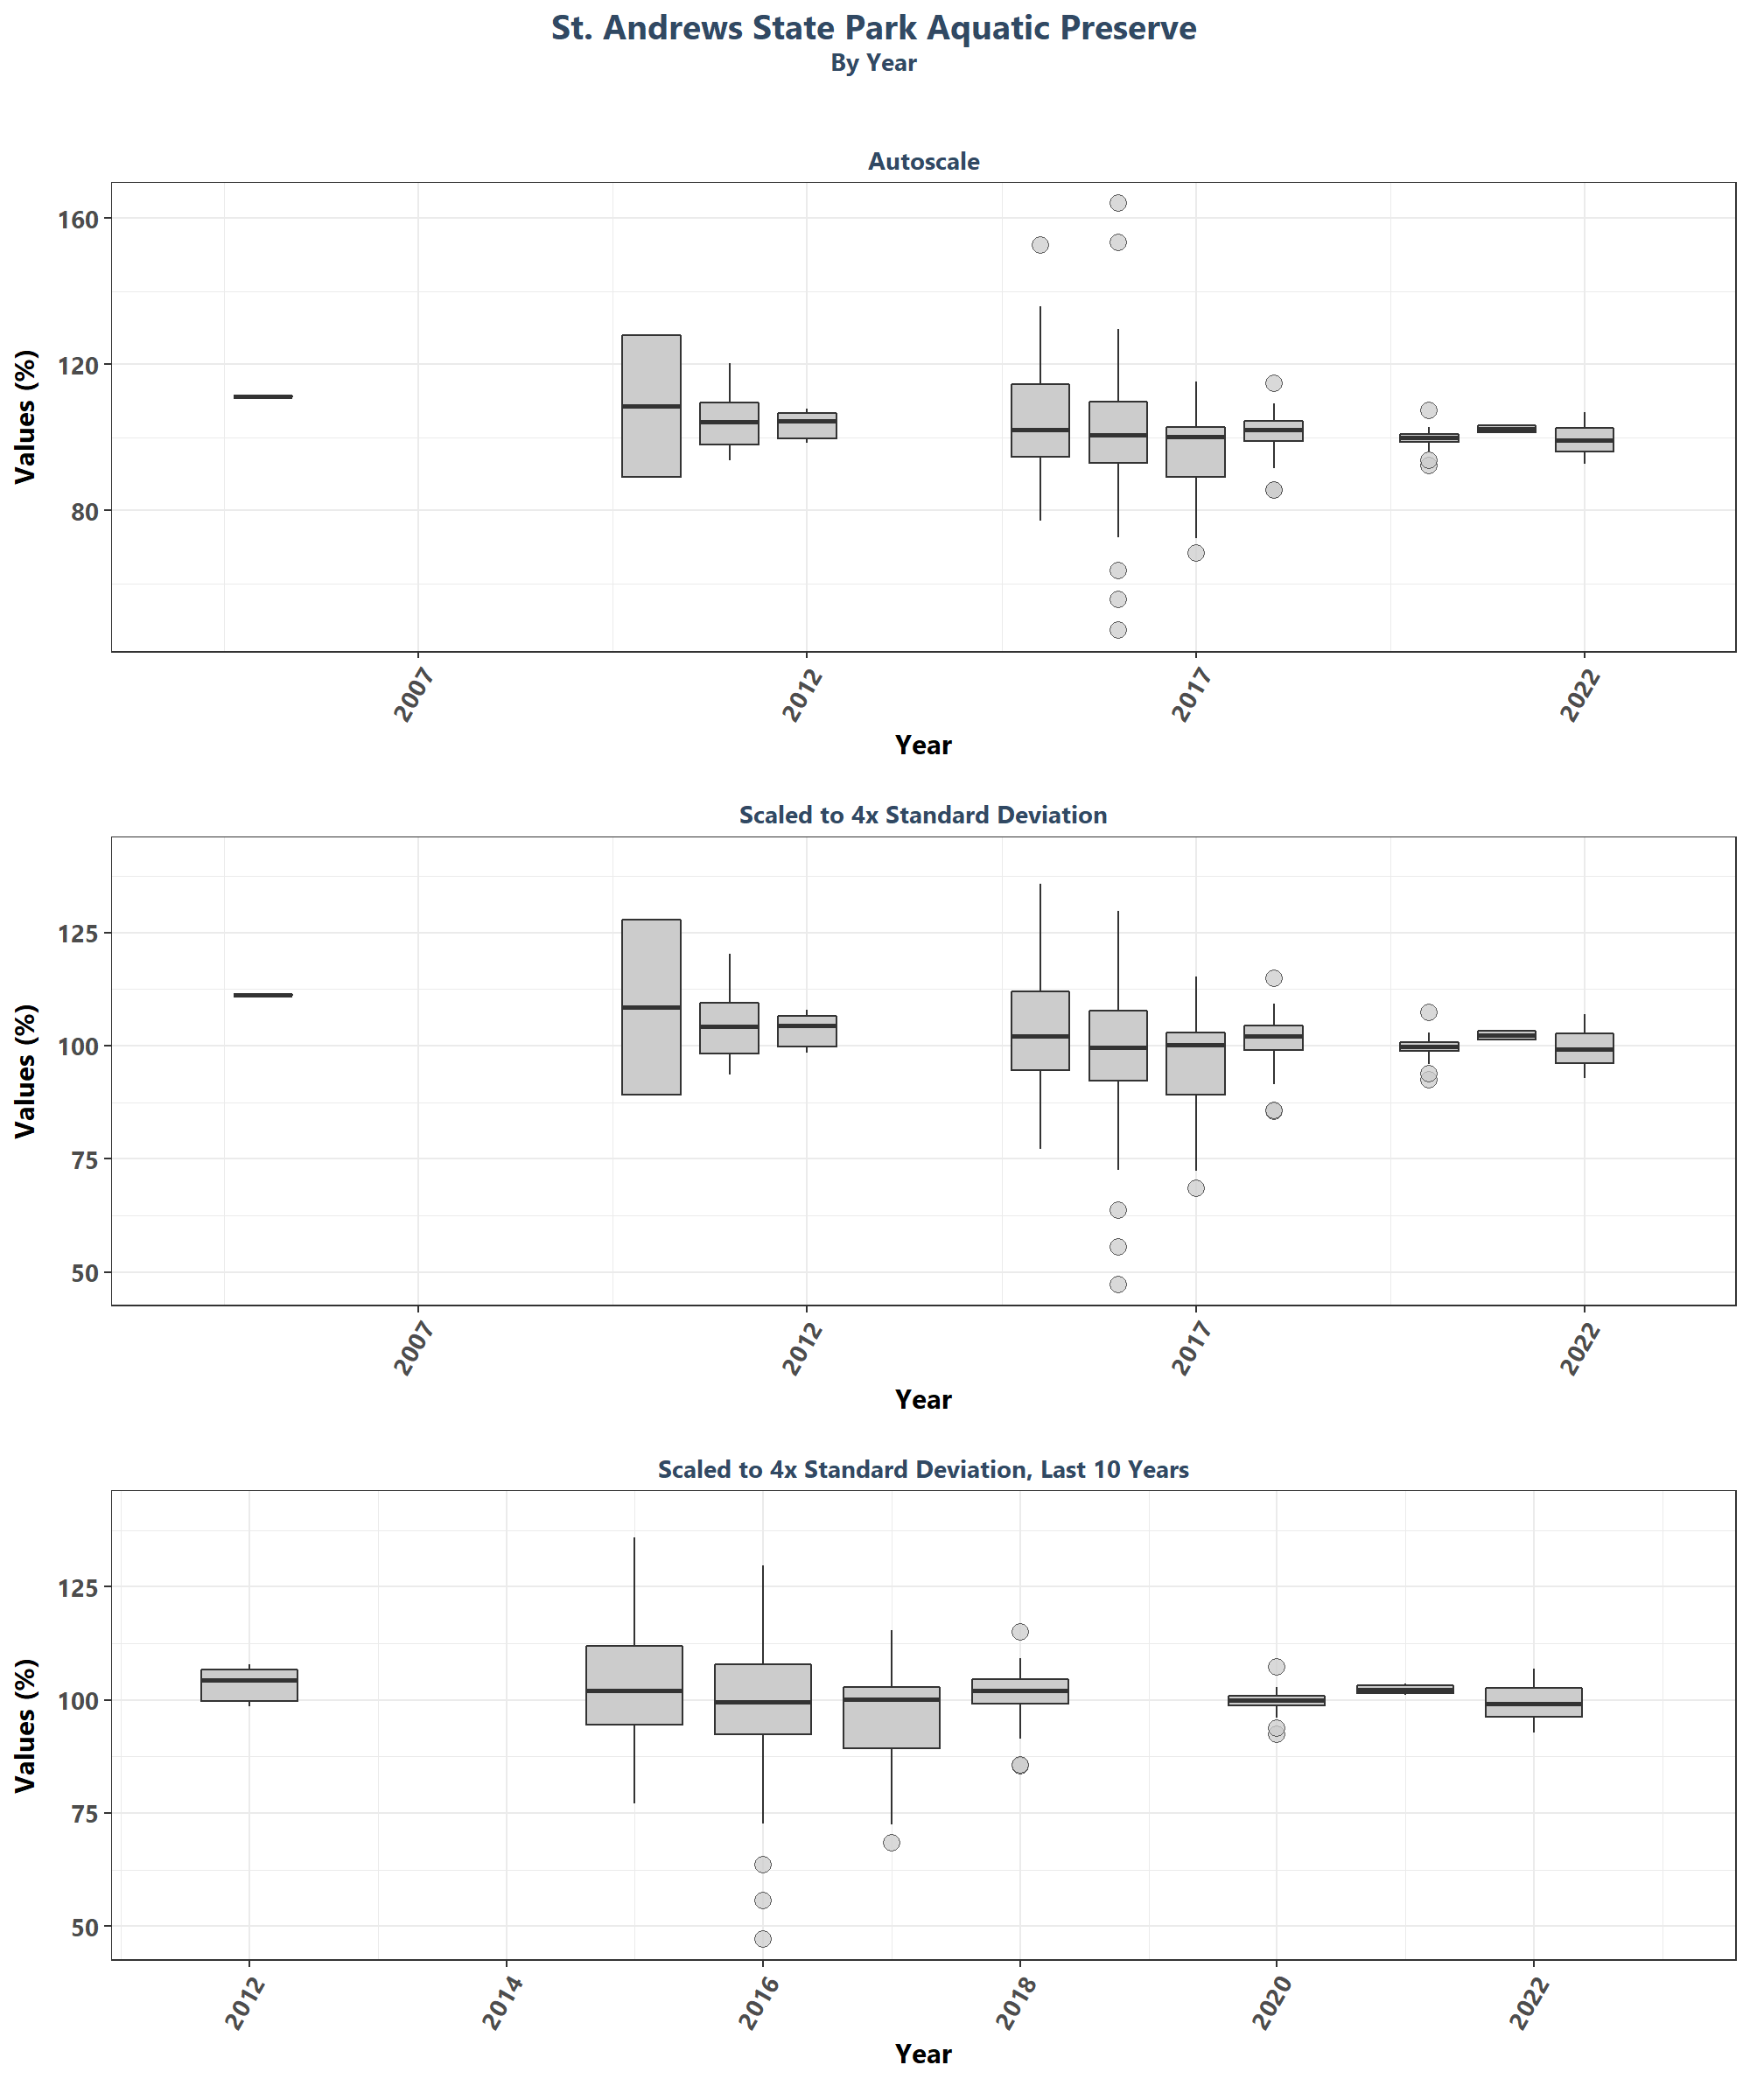 St. Andrews State Park Aquatic Preserve
By Year
Autoscale
Values (%)
160
120
80
2007
2012
2017
2022
Year
Scaled to 4x Standard Deviation
Values (%)
125
100
75
50
2007
2012
2017
2022
Year
Scaled to 4x Standard Deviation, Last 10 Years
Values (%)
125
100
75
50
2012
2014
2016
2018
2020
2022
Year